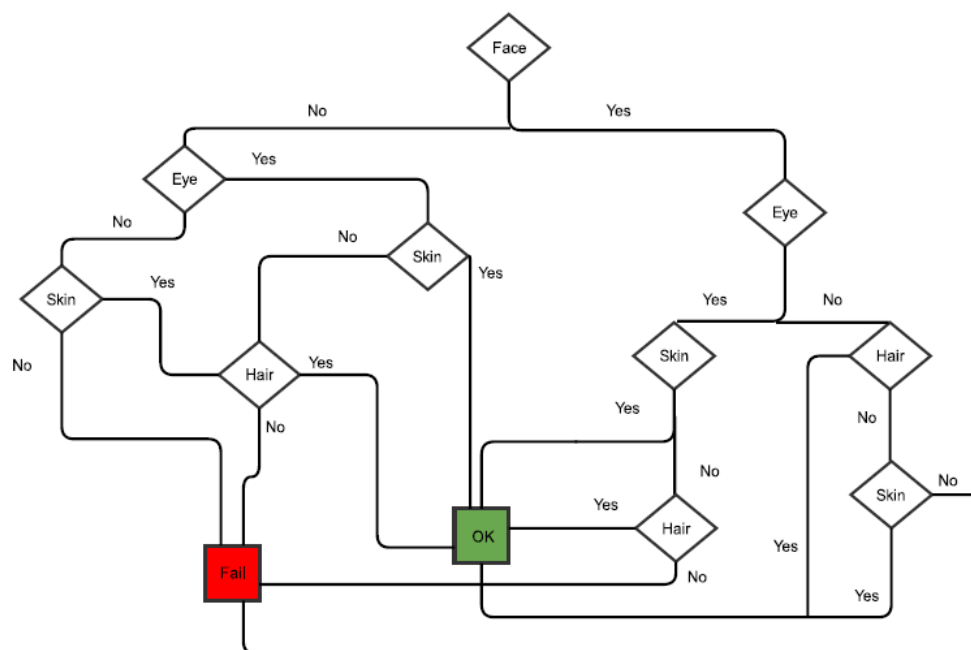 Face
No
Yes
Eye
Yes
Eye
No
No
Skin
Skin
Yes
Yes
Yes
No
Skin
Hair
No
Hair
Yes
Yes
No
No
No
Skin
No
Yes
Hair
OK
Yes
Fail
No
Yes